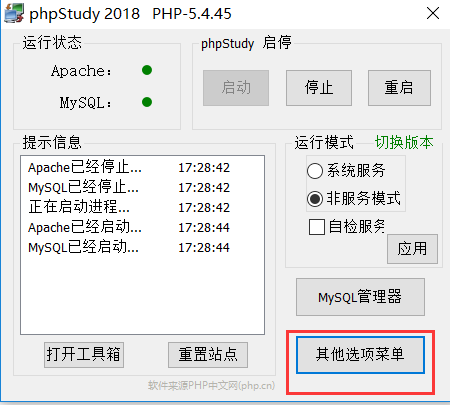 phpStudy 2018 PHP-5.4.45
运行状态
Apache:
MySQL:
phpStudy 启停
启动 停止 重启
提示信息
Apache已经停止... 17:28:42
MySQL已经停止... 17:28:42
正在启动进程... 17:28:42
Apache已经启动... 17:28:44
MySQL已经启动... 17:28:44
打开工具箱 重置站点
运行模式 切换版本
系统服务
非服务模式
自检服务
应用
MySQL管理器
其他选项菜单
软件来源PHP中文网(php.cn)